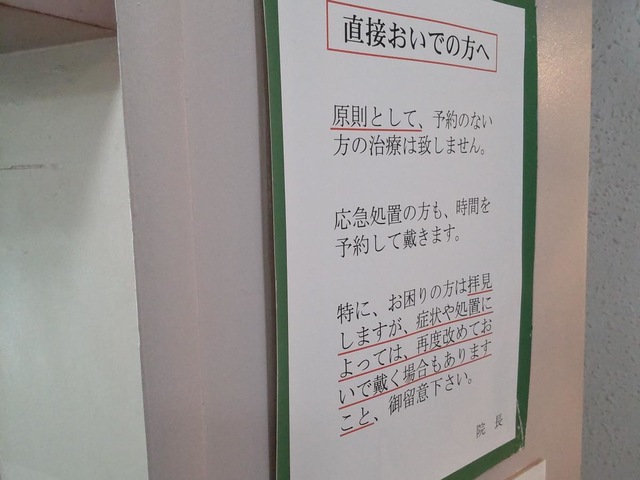 直接おいでの方へ
原則として、予約のない
方の治療は致しません。
応急処置の方も、時間を
予約して戴きます。
特に、お困りの方は拝見
しますが、症状や処置に
よっては、再度改めてお
いで戴く場合もあります
こと、御留意下さい。
院 長